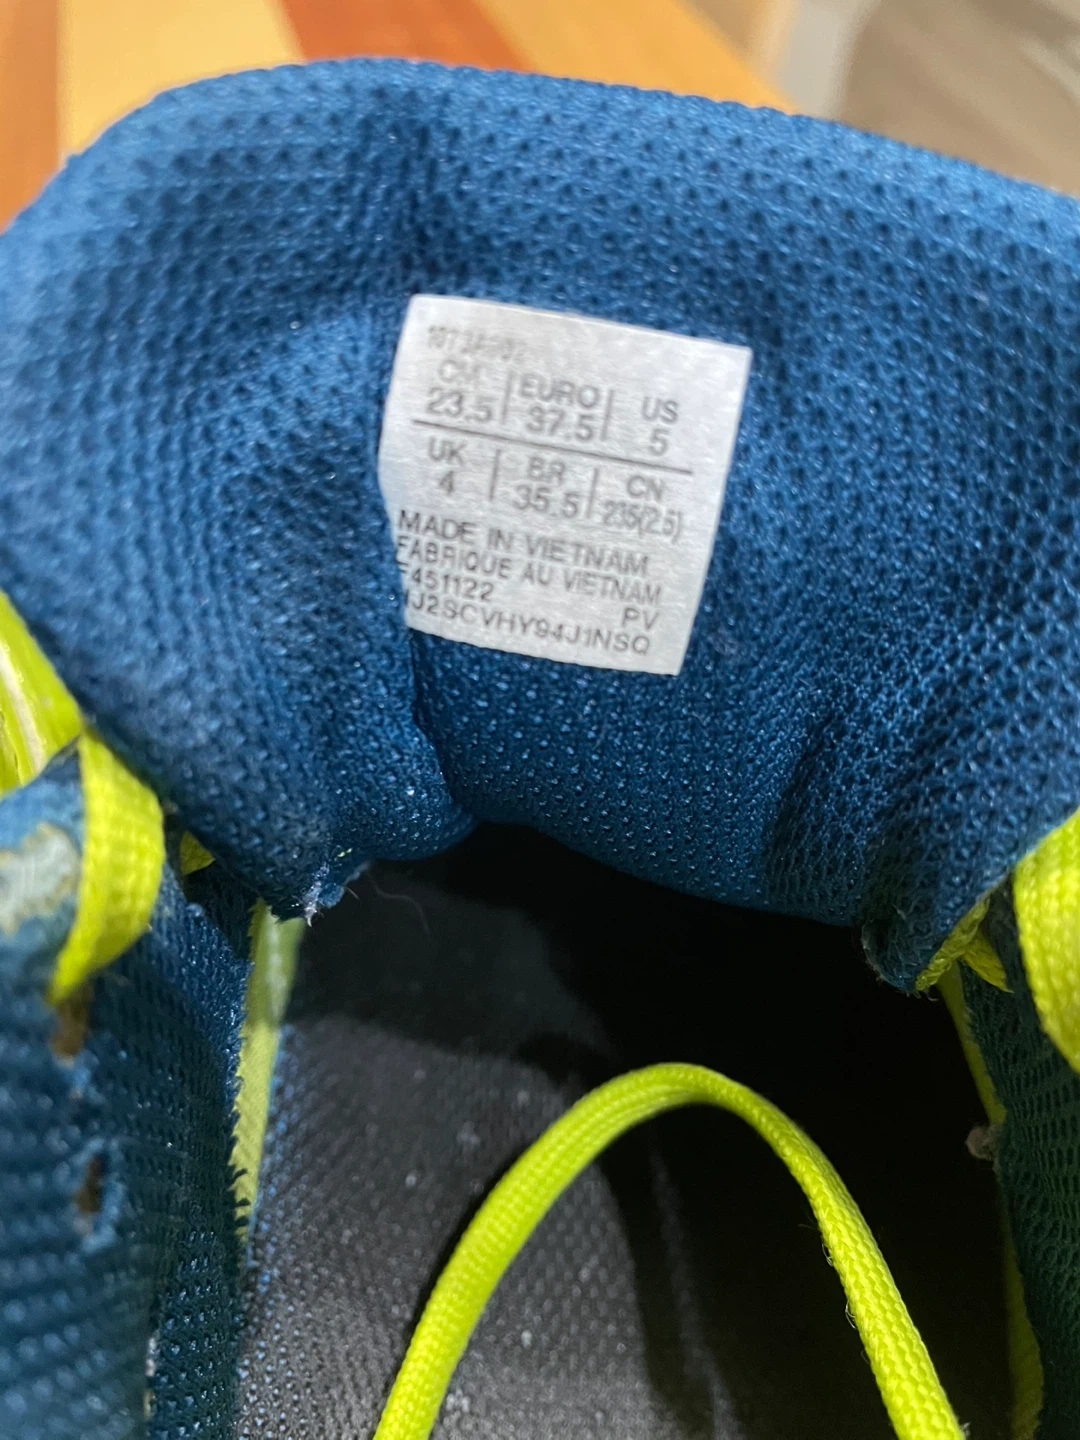 CM | EURO | US
23.5 | 37.5 | 5
UK | BR | CN
4 | 35.5 | 235(2.5)
MADE IN VIETNAM
FABRIQUE AU VIETNAM
F451122 PV
IJ2SCVHY94J1NSQ